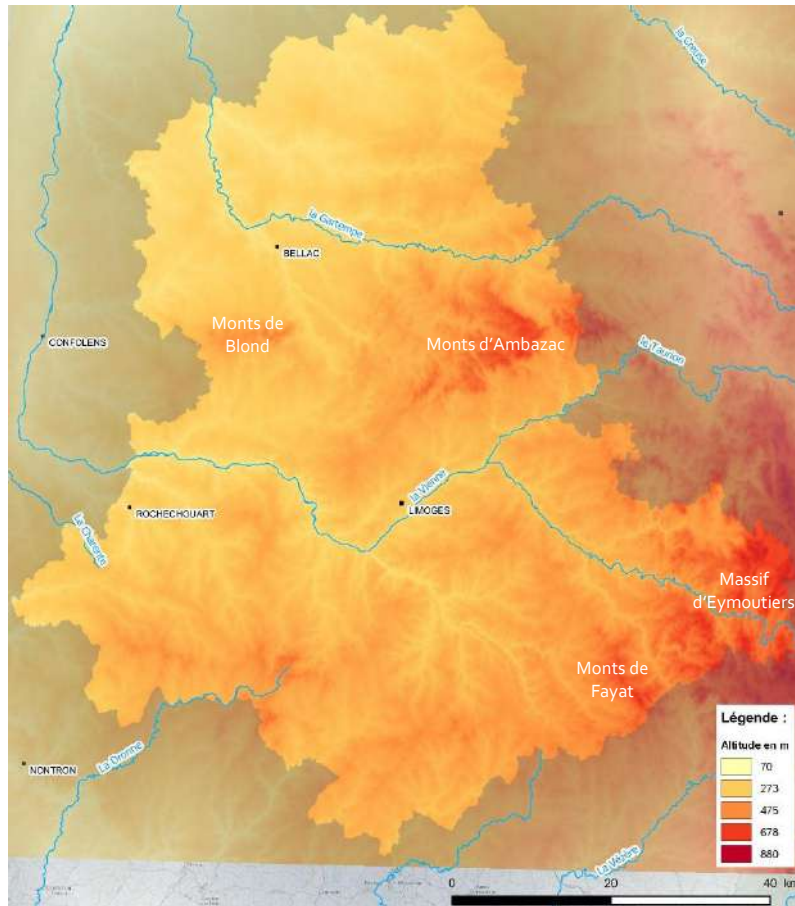 la Creuse
la Gartempe
BELLAC
Monts de
Blond
Monts d'Ambazac
CONFOLENS
la Taurion
la Vienne
LIMOGES
ROCHECHOUART
La Charente
Massif
d'Eymoutiers
Monts de
Fayat
Légende :
Altitude en m
70
273
475
678
880
La Dronne
NONTRON
La Vézère
0 20 40 km